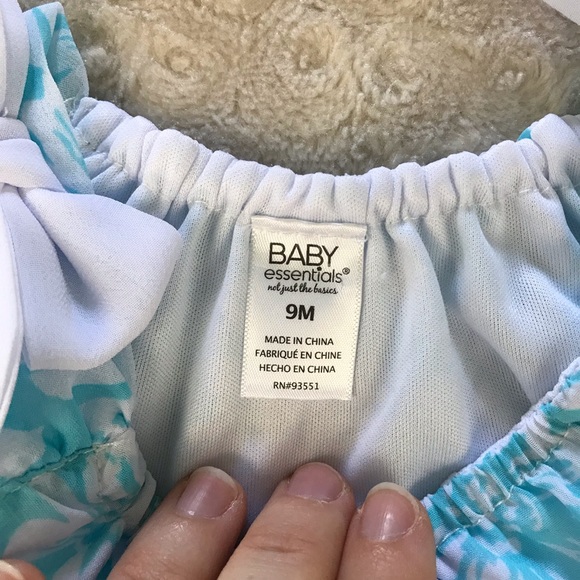 BABY
essentials®
not just the basics.
9M
MADE IN CHINA
FABRIQUÉ EN CHINE
HECHO EN CHINA
RN#93551